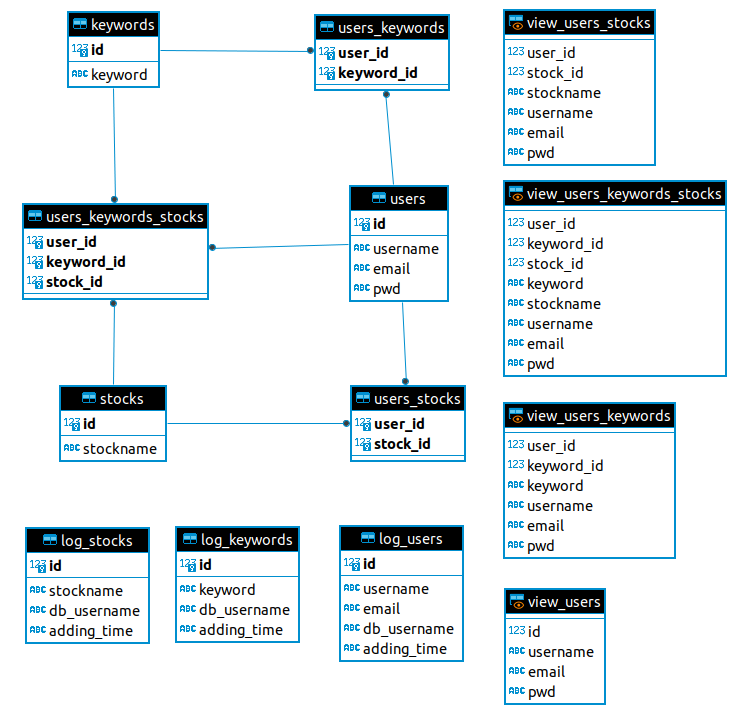 keywords
123 id
ABC keyword
users_keywords
123 user_id
123 keyword_id
users_keywords_stocks
123 user_id
123 keyword_id
123 stock_id
users
123 id
ABC username
ABC email
ABC pwd
stocks
123 id
ABC stockname
users_stocks
123 user_id
123 stock_id
log_stocks
123 id
ABC stockname
ABC db_username
ABC adding_time
log_keywords
123 id
ABC keyword
ABC db_username
ABC adding_time
log_users
123 id
ABC username
ABC email
ABC db_username
ABC adding_time
view_users_stocks
123 user_id
123 stock_id
ABC stockname
ABC username
ABC email
ABC pwd
view_users_keywords_stocks
123 user_id
123 keyword_id
123 stock_id
ABC keyword
ABC stockname
ABC username
ABC email
ABC pwd
view_users_keywords
123 user_id
123 keyword_id
ABC keyword
ABC username
ABC email
ABC pwd
view_users
123 id
ABC username
ABC email
ABC pwd